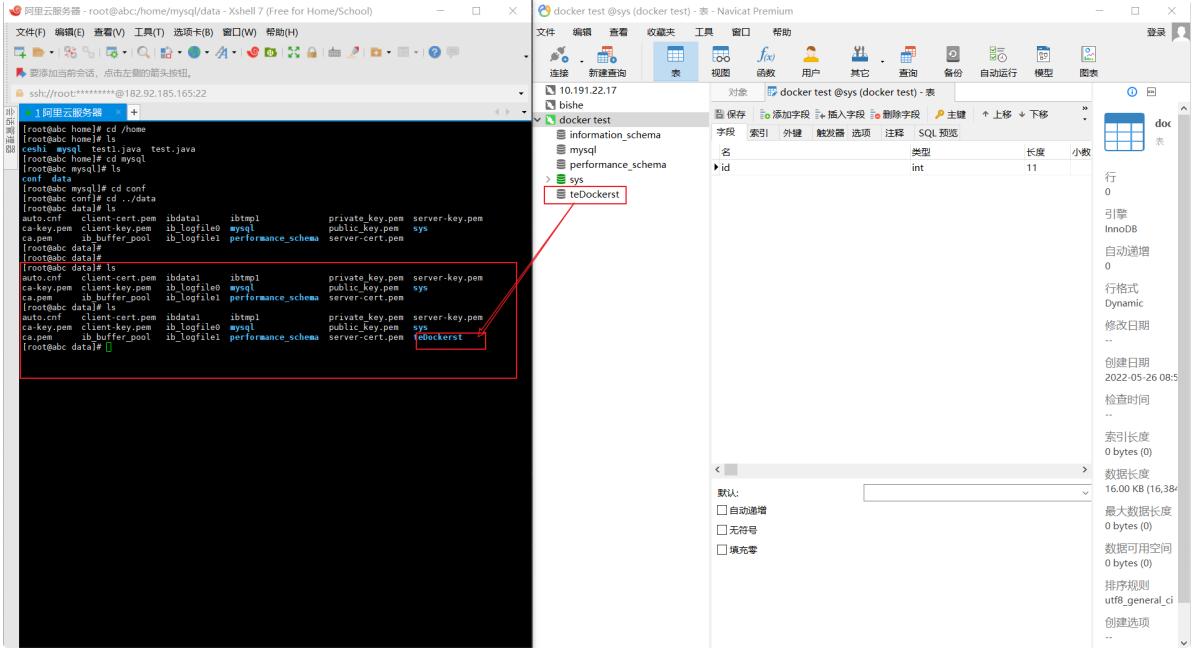 阿里云服务器 - root@abc:/home/mysql/data - Xshell 7 (Free for Home/School)
文件(F) 编辑(E) 查看(V) 工具(T) 选项卡(B) 窗口(W) 帮助(H)
要添加当前会话，点击左侧的箭头按钮。
ssh://root:*********@182.92.185.165:22
会话管理器
1 阿里云服务器
[root@abc home]# cd /home
[root@abc home]# ls
ceshi mysql test1.java test.java
[root@abc home]# cd mysql
[root@abc mysql]# ls
conf data
[root@abc mysql]# cd conf
[root@abc conf]# cd ../data
[root@abc data]# ls
auto.cnf client-cert.pem ibdata1 ibtmp1 private_key.pem server-key.pem
ca-key.pem client-key.pem ib_logfile0 mysql public_key.pem sys
ca.pem ib_buffer_pool ib_logfile1 performance_schema server-cert.pem
[root@abc data]#
[root@abc data]#
[root@abc data]# ls
auto.cnf client-cert.pem ibdata1 ibtmp1 private_key.pem server-key.pem
ca-key.pem client-key.pem ib_logfile0 mysql public_key.pem sys
ca.pem ib_buffer_pool ib_logfile1 performance_schema server-cert.pem
[root@abc data]# ls
auto.cnf client-cert.pem ibdata1 ibtmp1 private_key.pem server-key.pem
ca-key.pem client-key.pem ib_logfile0 mysql public_key.pem sys
ca.pem ib_buffer_pool ib_logfile1 performance_schema server-cert.pem teDockerst
[root@abc data]#
docker test @sys (docker test) - 表 - Navicat Premium
文件 编辑 查看 收藏夹 工具 窗口 帮助 登录
连接 新建查询 表 视图 函数 用户 其它 查询 备份 自动运行 模型 图表
10.191.22.17
bishe
docker test
information_schema
mysql
performance_schema
sys
teDockerst
对象 docker test @sys (docker test) - 表
保存 添加字段 插入字段 删除字段 主键 上移 下移
字段 索引 外键 触发器 选项 注释 SQL 预览
名 类型 长度 小数
id int 11
默认:
自动递增
无符号
填充零
doc
表
行
0
引擎
InnoDB
自动递增
0
行格式
Dynamic
修改日期
--
创建日期
2022-05-26 08:5
检查时间
--
索引长度
0 bytes (0)
数据长度
16.00 KB (16,384
最大数据长度
0 bytes (0)
数据可用空间
0 bytes (0)
排序规则
utf8_general_ci
创建选项
--